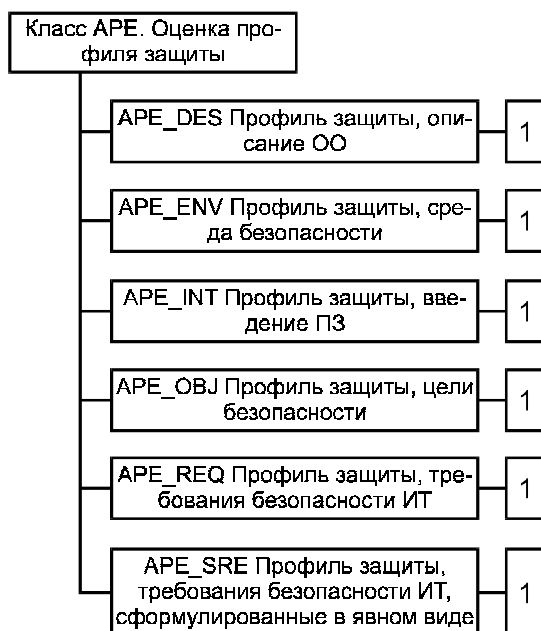 Класс APE. Оценка про-
филя защиты
APE_DES Профиль защиты, опи-
сание ОО
1
APE_ENV Профиль защиты, сре-
да безопасности
1
APE_INT Профиль защиты, вве-
дение ПЗ
1
APE_OBJ Профиль защиты, цели
безопасности
1
APE_REQ Профиль защиты, тре-
бования безопасности ИТ
1
APE_SRE Профиль защиты,
требования безопасности ИТ,
сформулированные в явном виде
1